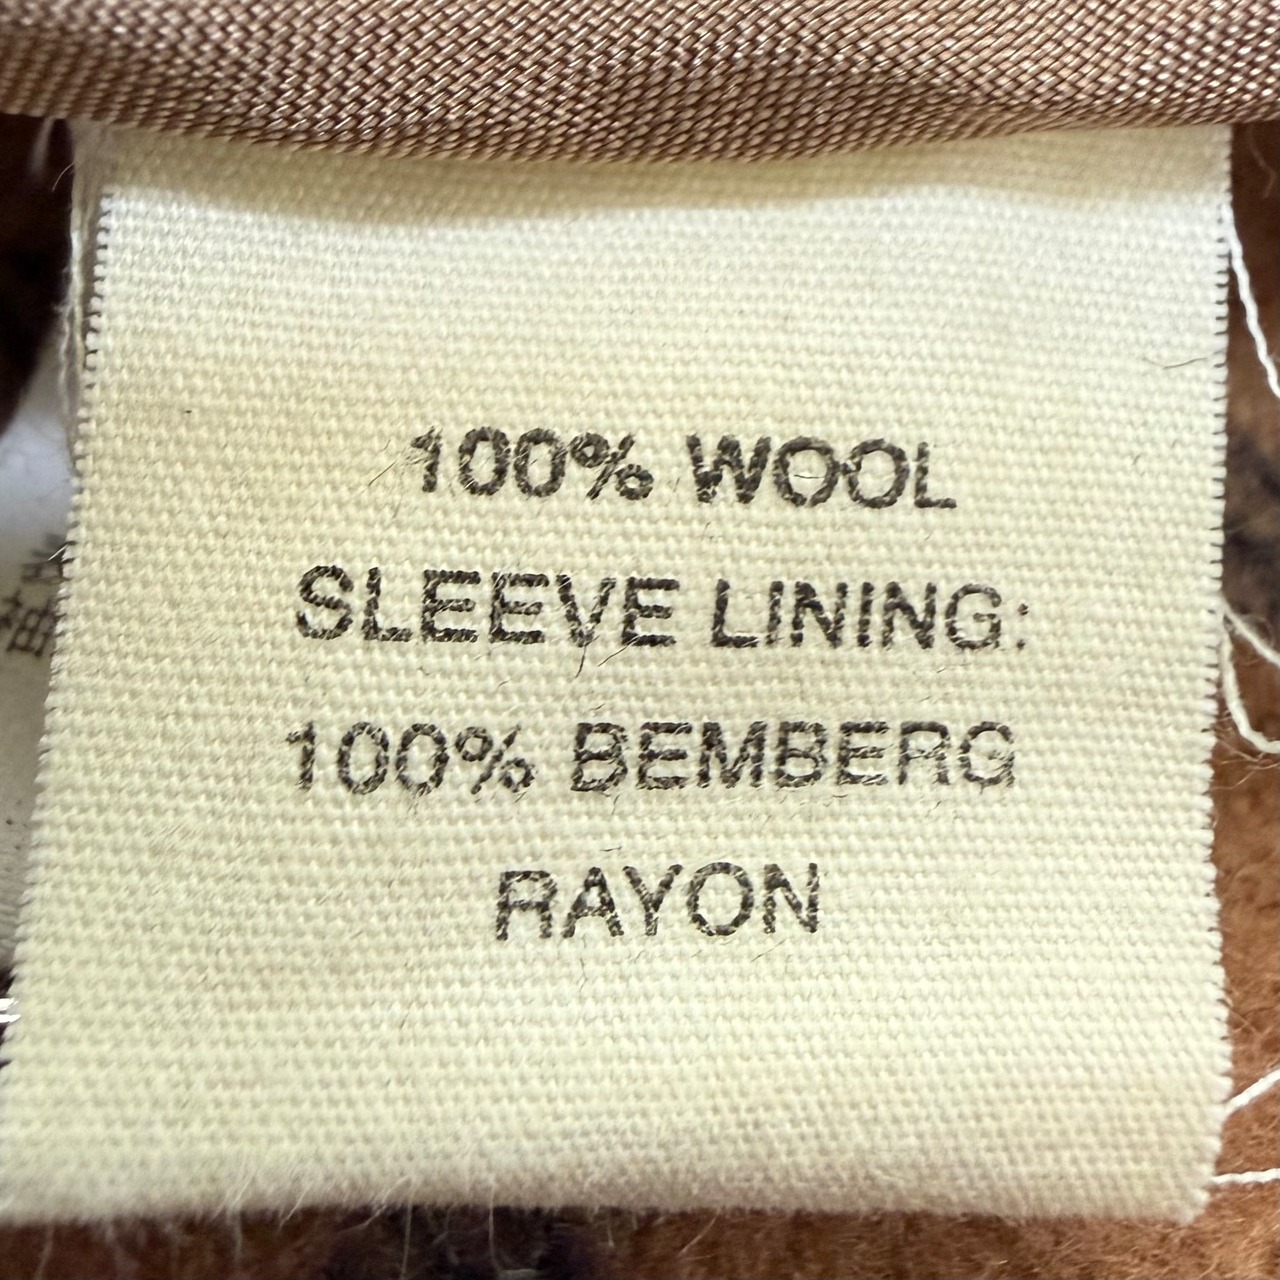 100% WOOL
SLEEVE LINING:
100% BEMBERG
RAYON